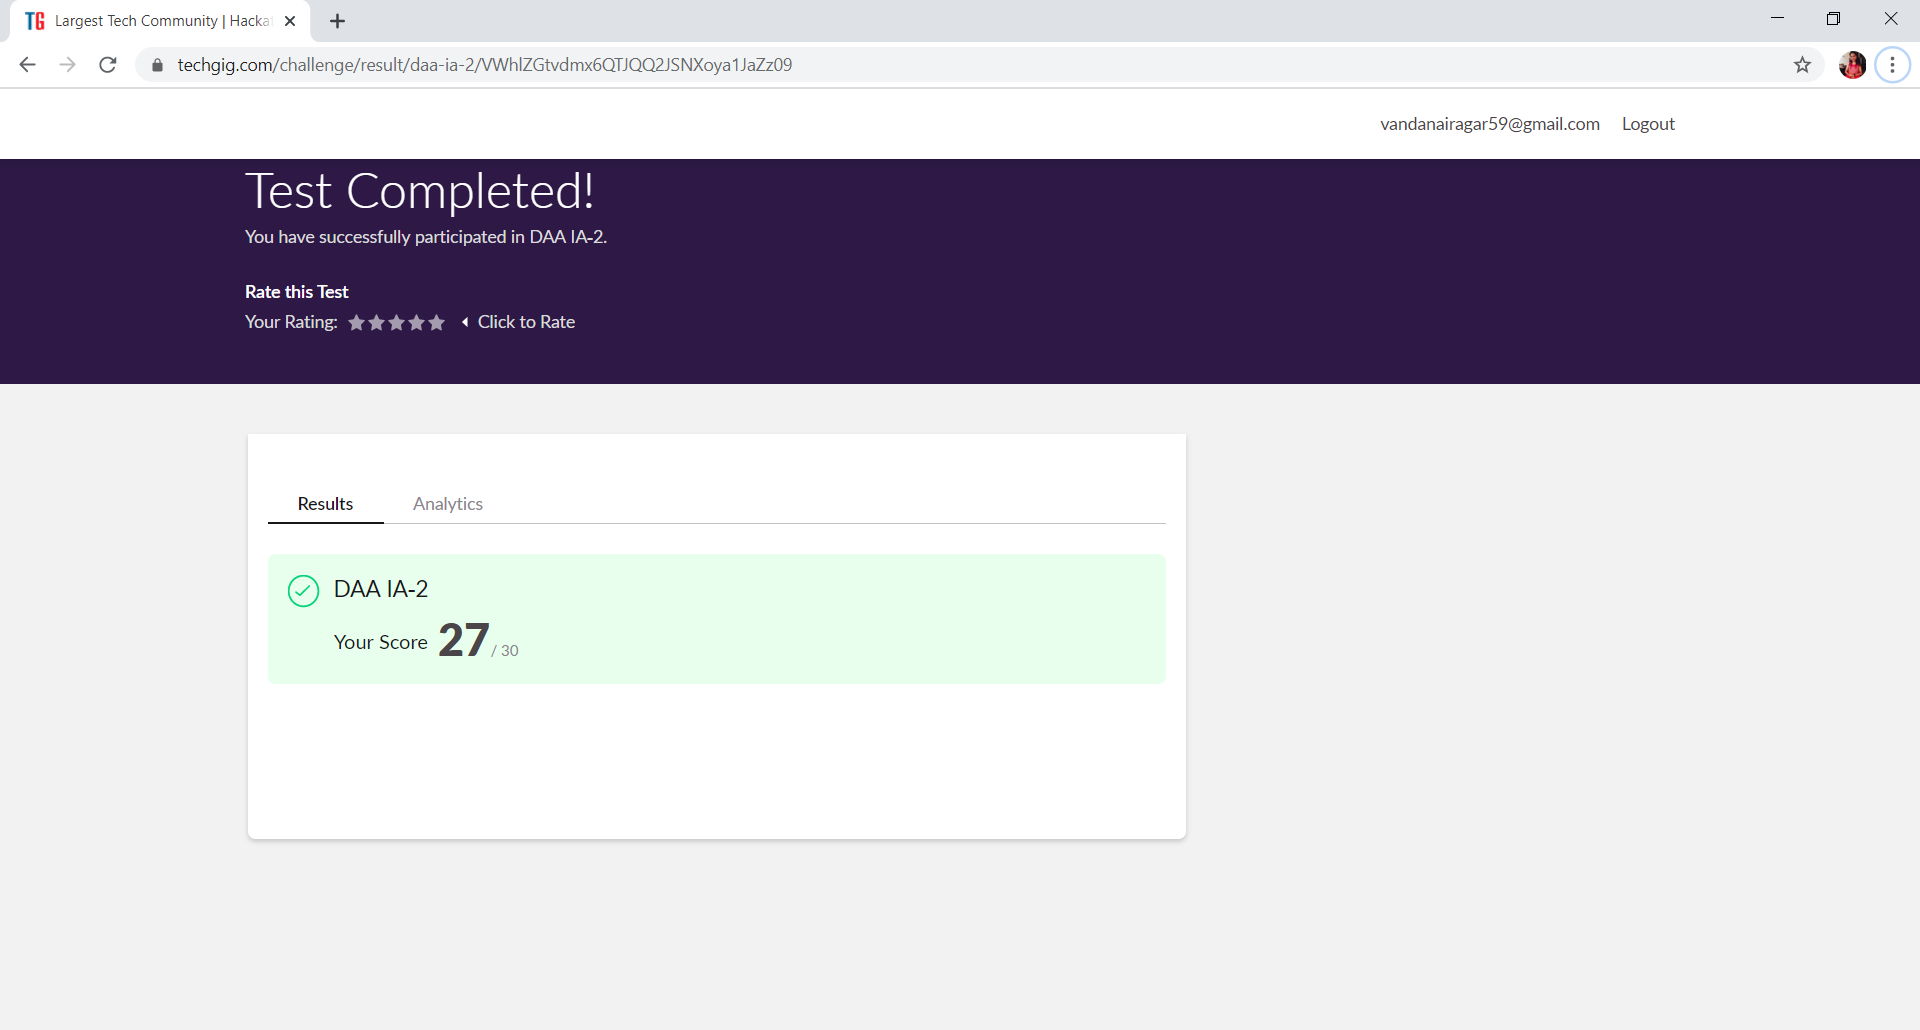 TG Largest Tech Community | Hacka
techgig.com/challenge/result/daa-ia-2/VWhlZGtvdmx6QTJQQ2JSNXoya1JaZz09
vandanairagar59@gmail.com Logout
Test Completed!
You have successfully participated in DAA IA-2.
Rate this Test
Your Rating: Click to Rate
Results Analytics
DAA IA-2
Your Score 27 / 30